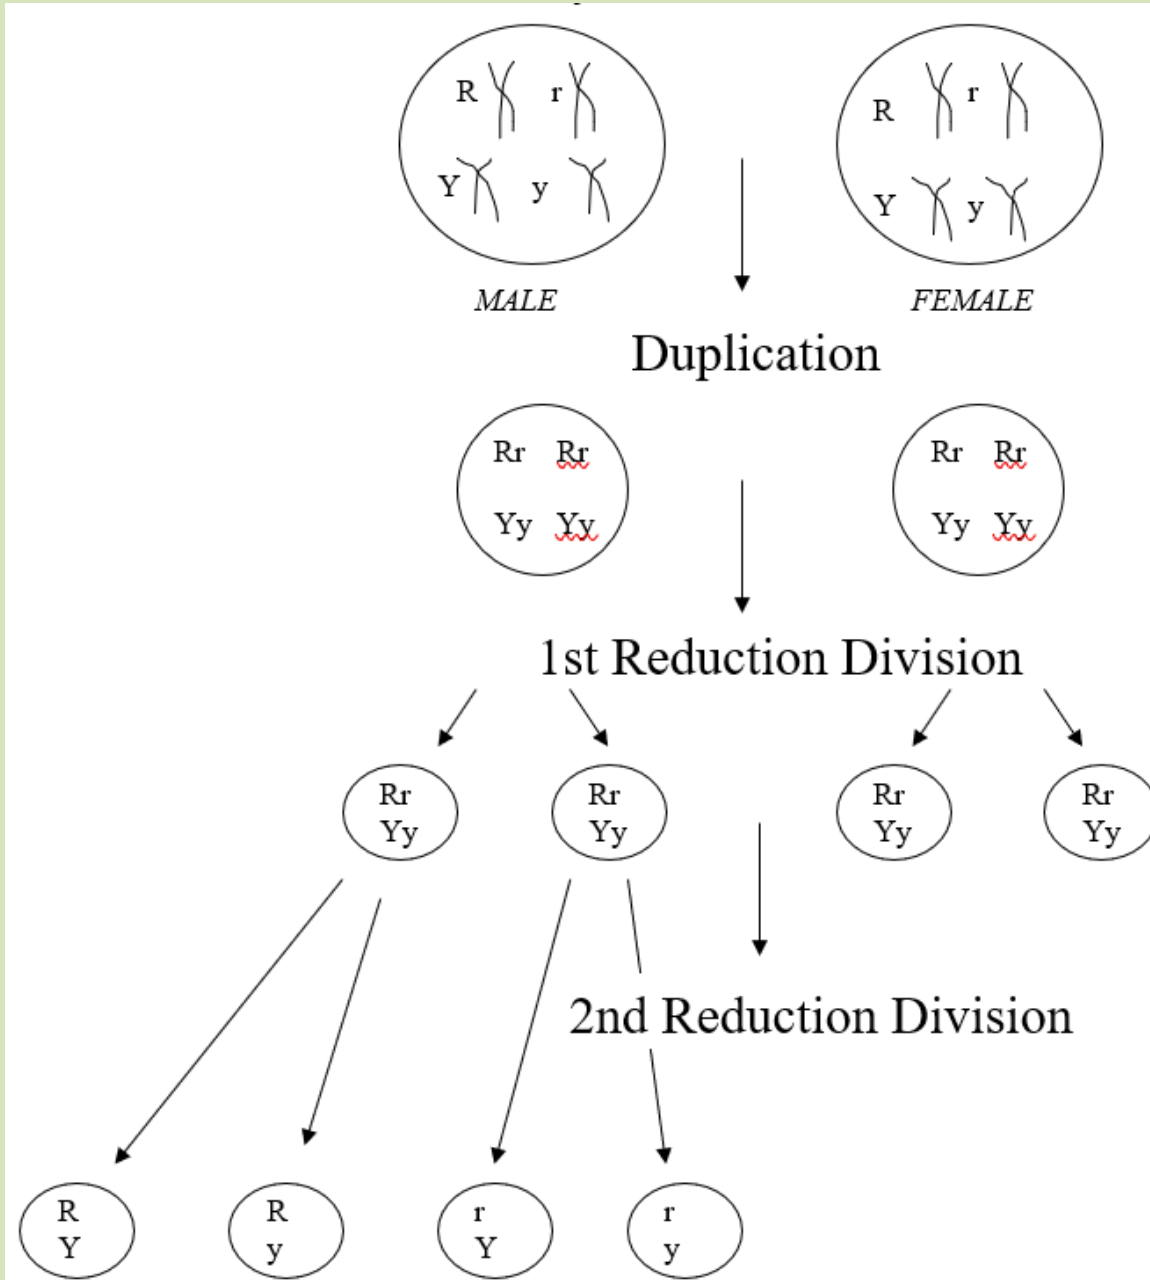 R r R r
Y y Y y
MALE FEMALE
Duplication
Rr Rr Rr Rr
Yy Yy Yy Yy
1st Reduction Division
Rr Rr Rr Rr
Yy Yy Yy Yy
2nd Reduction Division
R R r r
Y y Y y